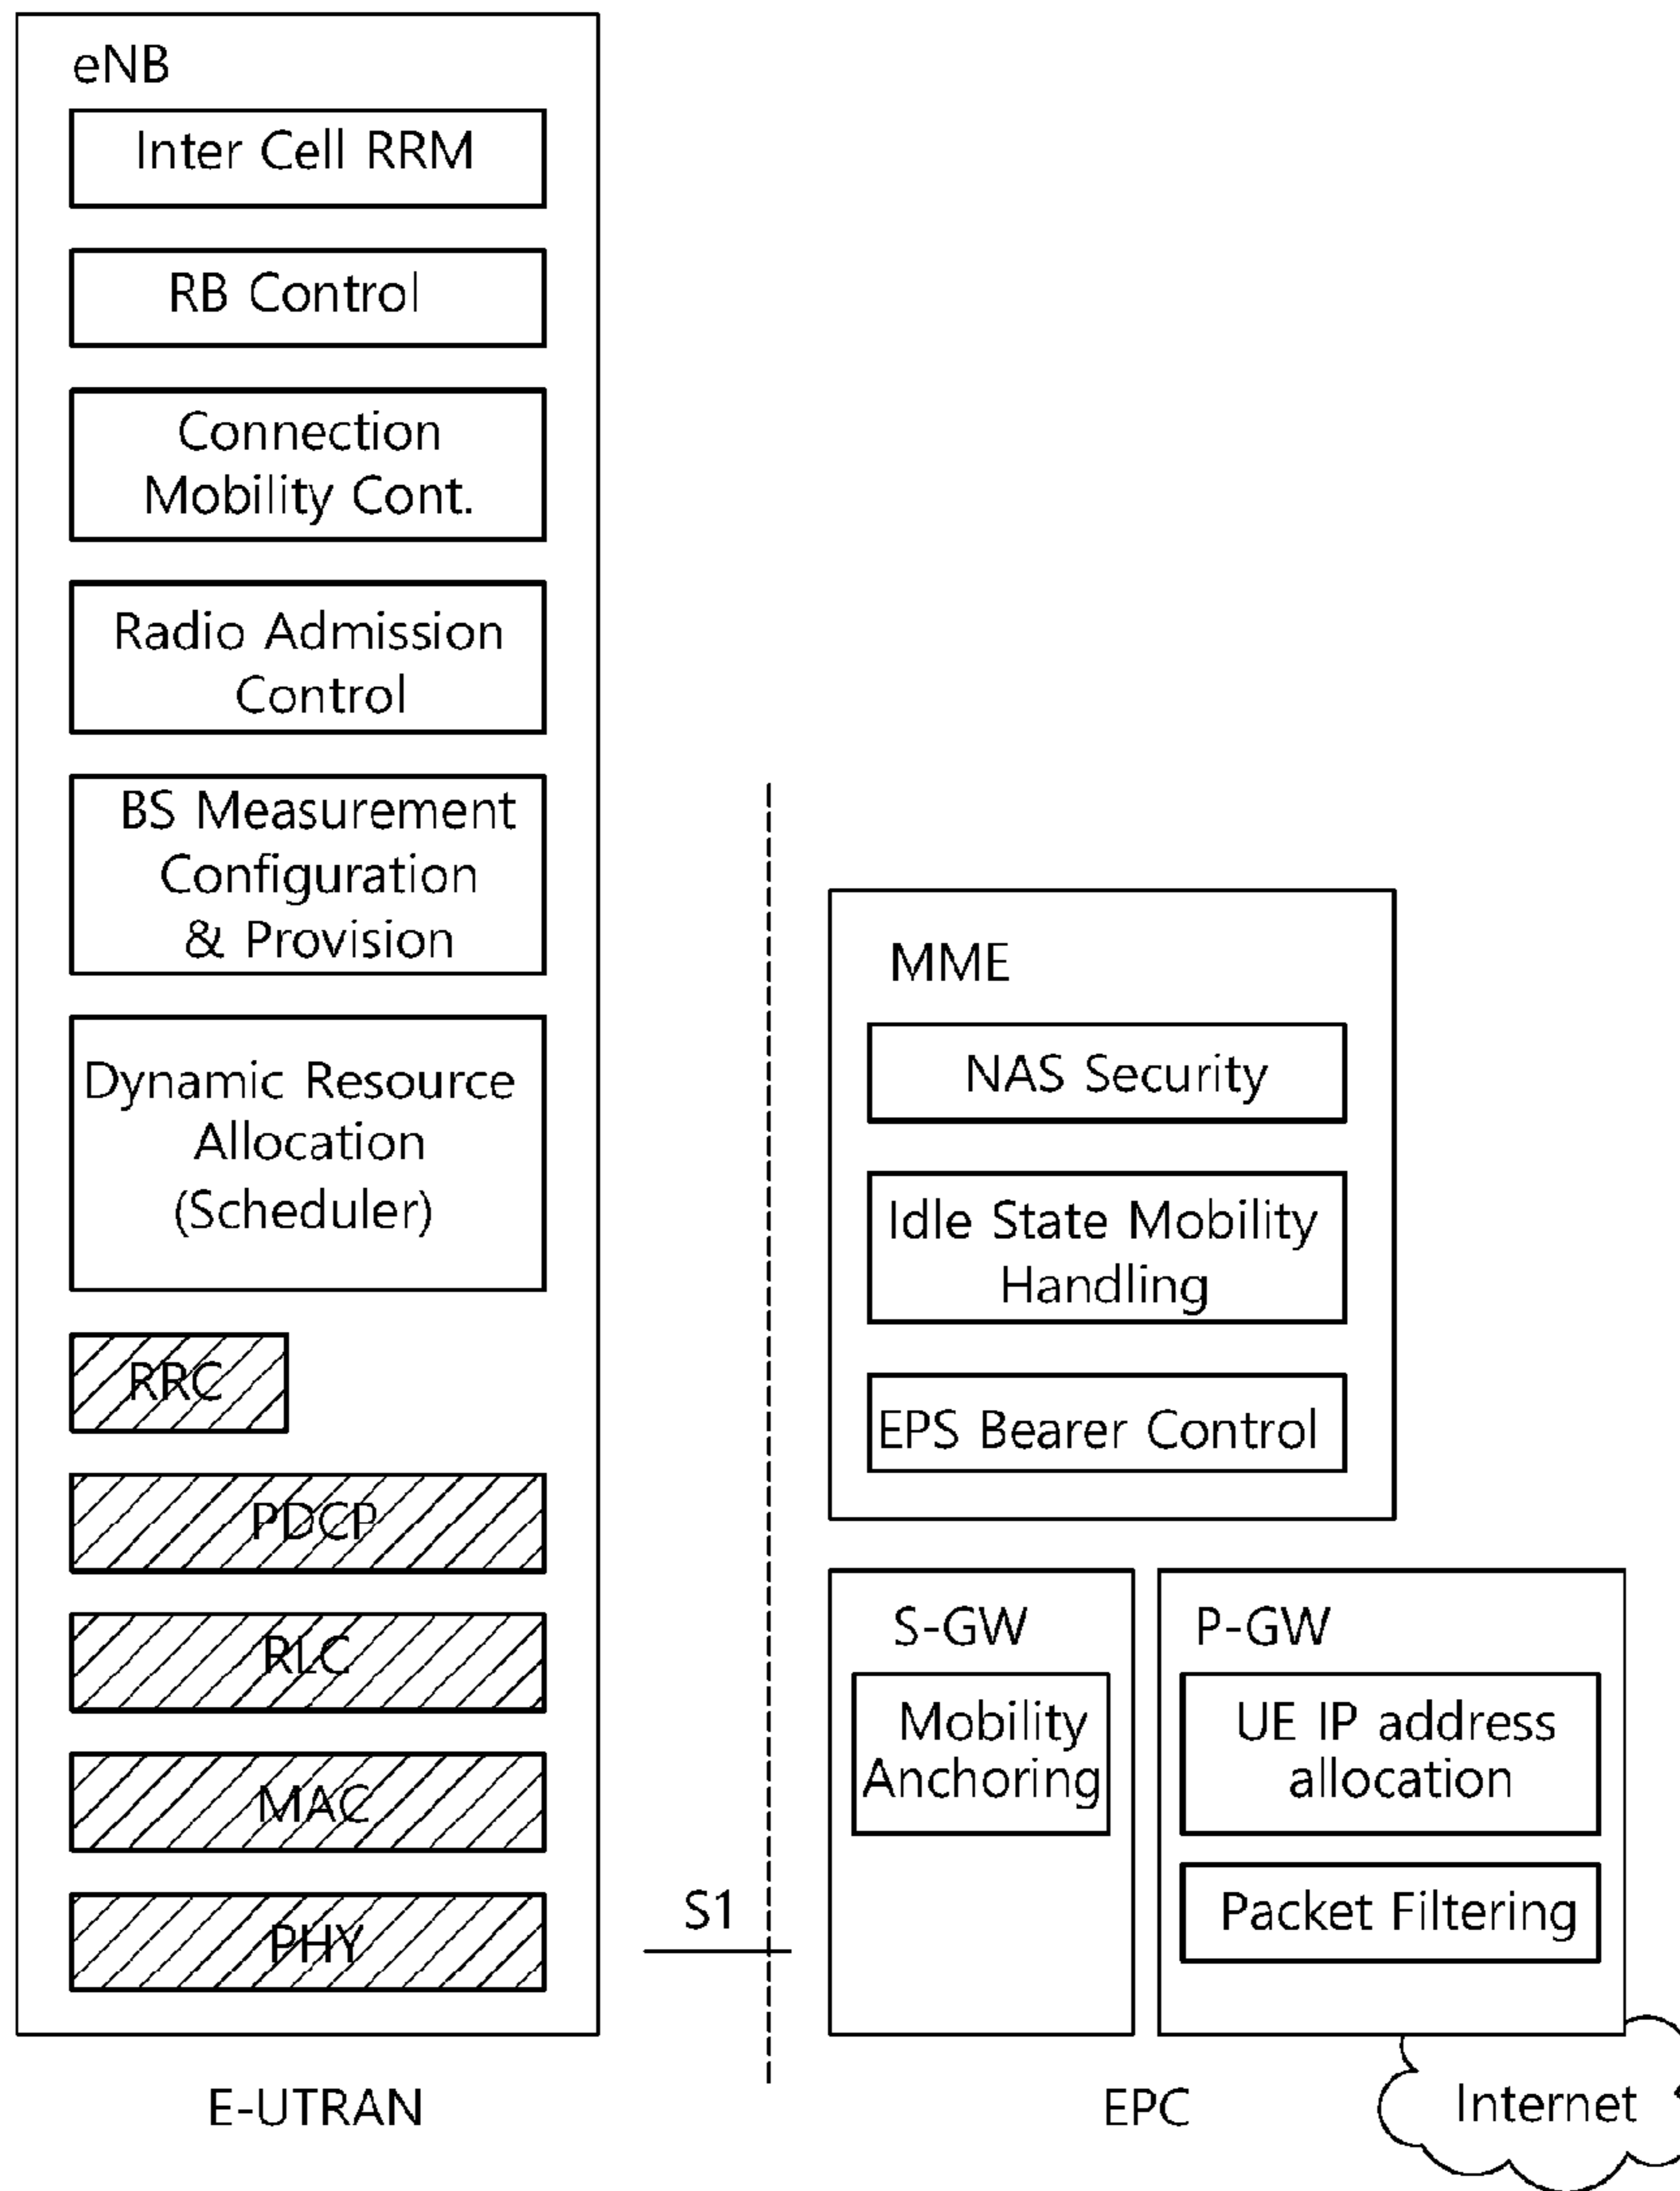 eNB
Inter Cell RRM
RB Control
Connection
Mobility Cont.
Radio Admission
Control
BS Measurement
Configuration
& Provision
Dynamic Resource
Allocation
(Scheduler)
RRC
PDCP
RLC
MAC
PHY
E-UTRAN
S1
MME
NAS Security
Idle State Mobility
Handling
EPS Bearer Control
S-GW
Mobility
Anchoring
P-GW
UE IP address
allocation
Packet Filtering
EPC
Internet